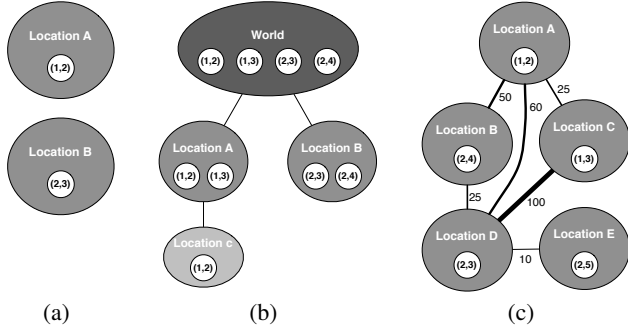 Location A
(1,2)
Location B
(2,3)
(a)
World
(1,2) (1,3) (2,3) (2,4)
Location A
(1,2) (1,3)
Location B
(2,3) (2,4)
Location c
(1,2)
(b)
Location A
(1,2)
50
60
25
Location B
(2,4)
Location C
(1,3)
25
100
Location D
(2,3)
10
Location E
(2,5)
(c)